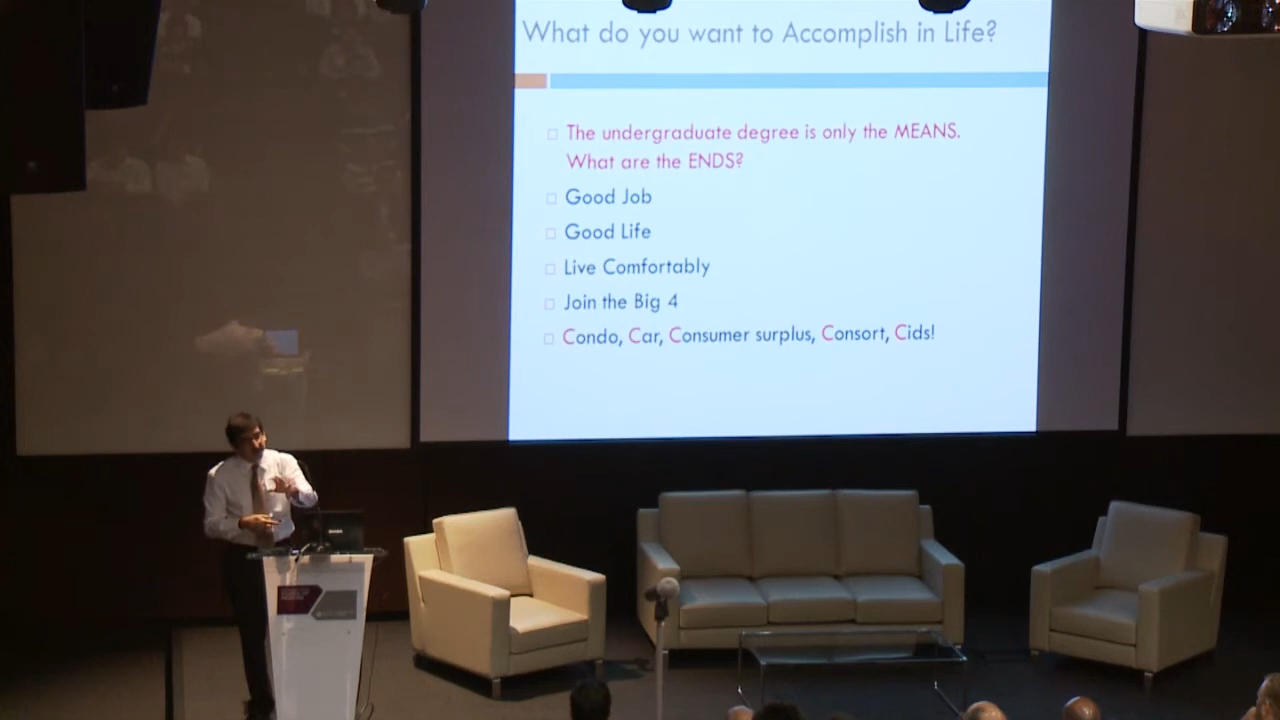 What do you want to Accomplish in Life?
The undergraduate degree is only the MEANS.
What are the ENDS?
Good Job
Good Life
Live Comfortably
Join the Big 4
Condo, Car, Consumer surplus, Consort, Cids!